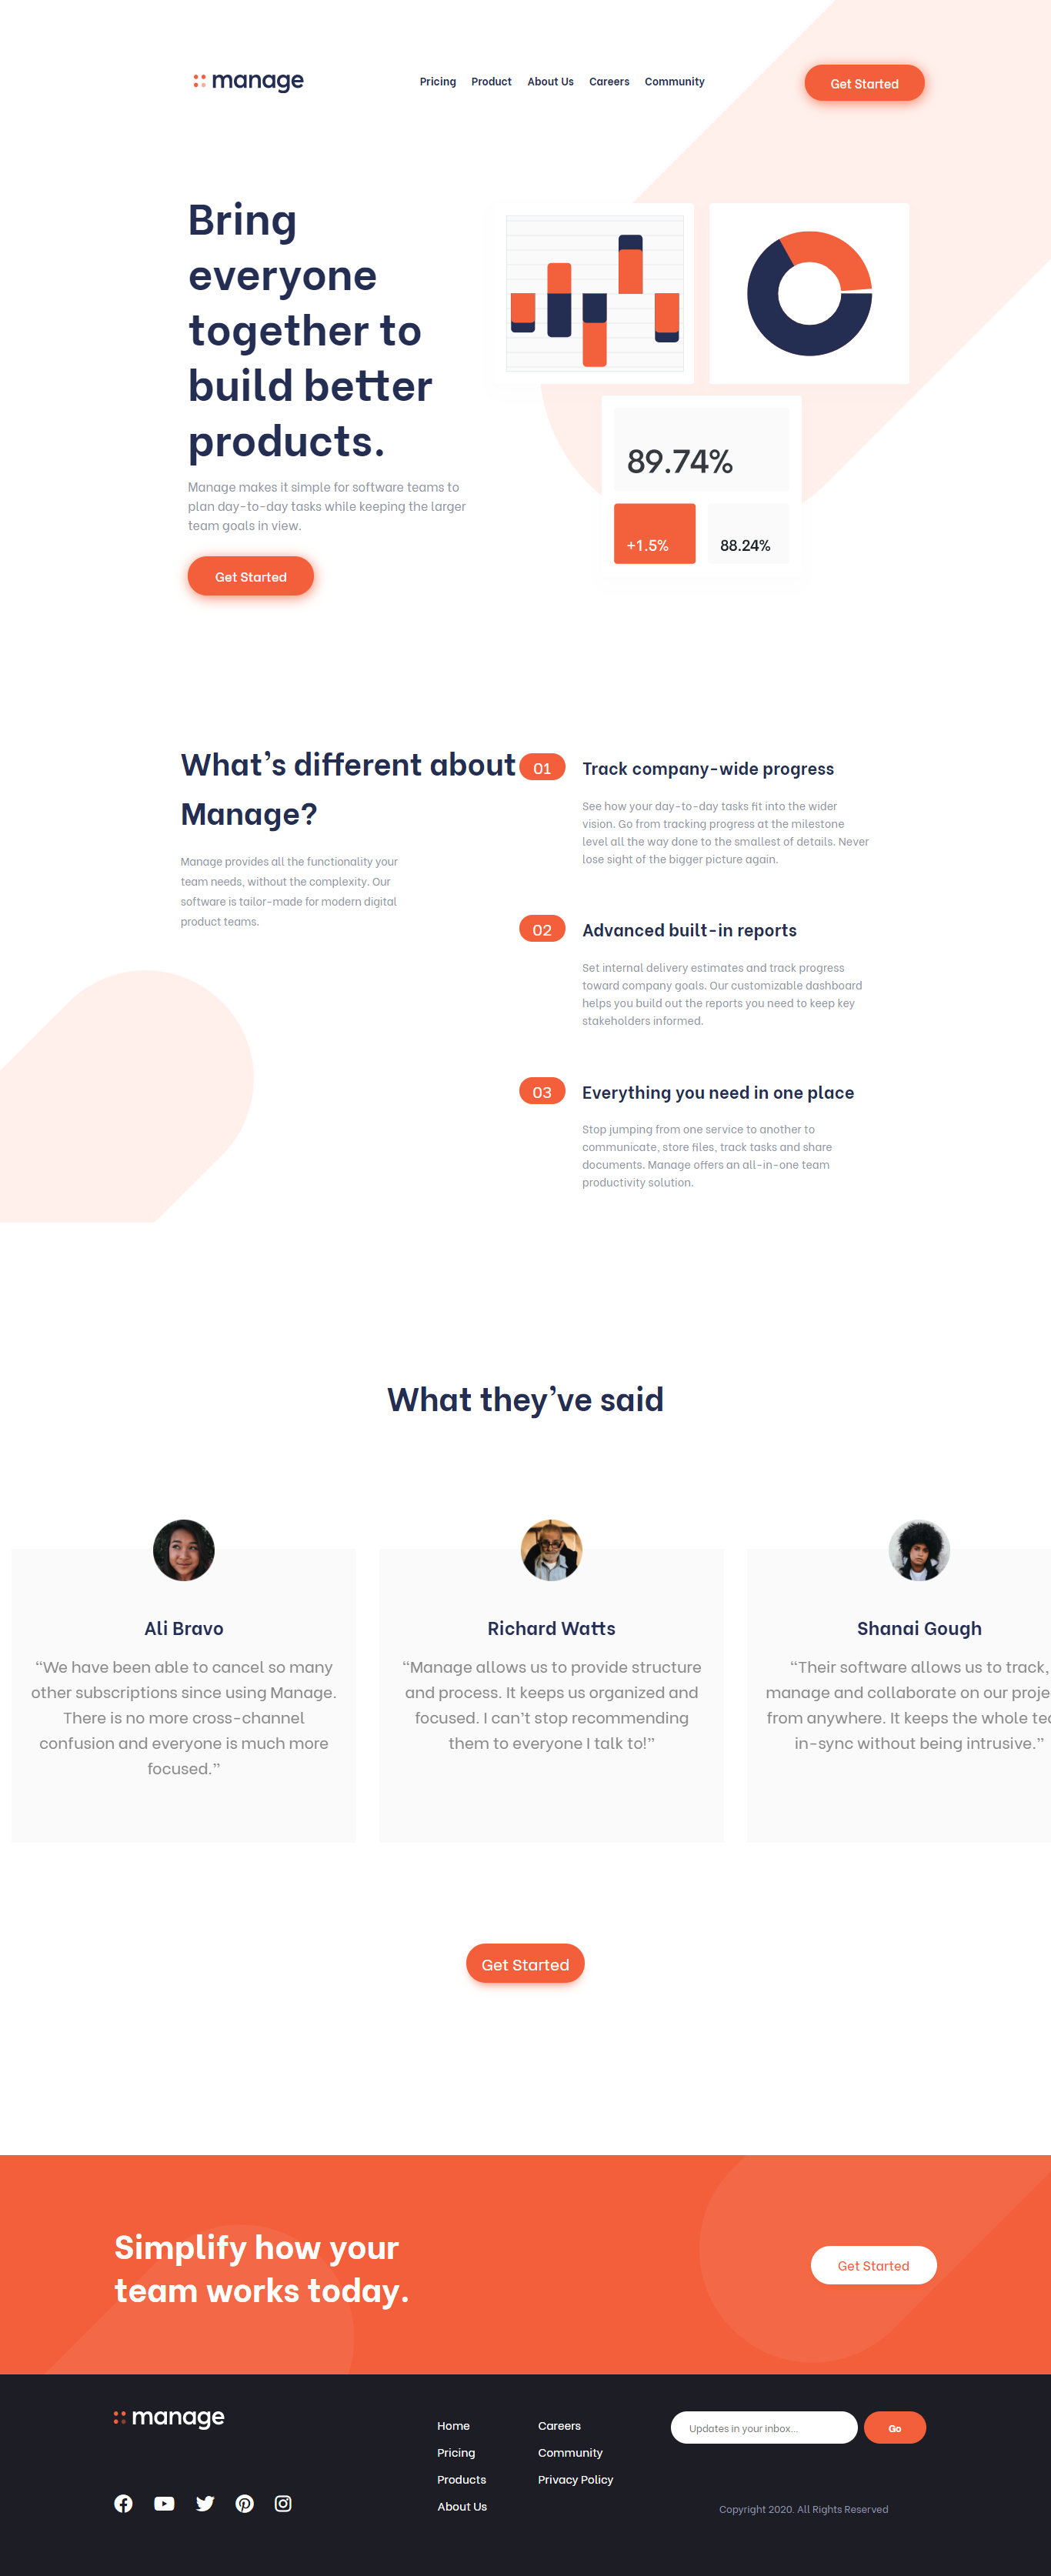 manage
Pricing Product About Us Careers Community
Get Started
Bring
everyone
together to
build better
products.
Manage makes it simple for software teams to
plan day-to-day tasks while keeping the larger
team goals in view.
Get Started
89.74%
+1.5%
88.24%
What’s different about
Manage?
Manage provides all the functionality your
team needs, without the complexity. Our
software is tailor-made for modern digital
product teams.
01
Track company-wide progress
See how your day-to-day tasks fit into the wider
vision. Go from tracking progress at the milestone
level all the way done to the smallest of details. Never
lose sight of the bigger picture again.
02
Advanced built-in reports
Set internal delivery estimates and track progress
toward company goals. Our customizable dashboard
helps you build out the reports you need to keep key
stakeholders informed.
03
Everything you need in one place
Stop jumping from one service to another to
communicate, store files, track tasks and share
documents. Manage offers an all-in-one team
productivity solution.
What they’ve said
Ali Bravo
“We have been able to cancel so many
other subscriptions since using Manage.
There is no more cross-channel
confusion and everyone is much more
focused.”
Richard Watts
“Manage allows us to provide structure
and process. It keeps us organized and
focused. I can’t stop recommending
them to everyone I talk to!”
Shanai Gough
“Their software allows us to track,
manage and collaborate on our
from anywhere. It keeps the whole
in-sync without being intrusive.”
Get Started
Simplify how your
team works today.
Get Started
manage
Home
Pricing
Products
About Us
Careers
Community
Privacy Policy
Updates in your inbox...
Go
Copyright 2020. All Rights Reserved